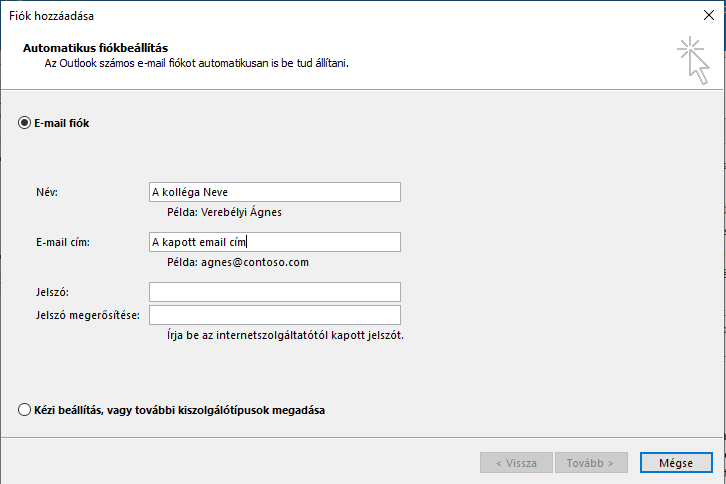 Fiók hozzáadása
Automatikus fiókbeállítás
Az Outlook számos e-mail fiókot automatikusan is be tud állítani.
E-mail fiók
Név: A kolléga Neve
Példa: Verebélyi Ágnes
E-mail cím: A kapott email cím
Példa: agnes@contoso.com
Jelszó:
Jelszó megerősítése:
Írja be az internetszolgáltatótól kapott jelszót.
Kézi beállítás, vagy további kiszolgálótípusok megadása
< Vissza Tovább > Mégse